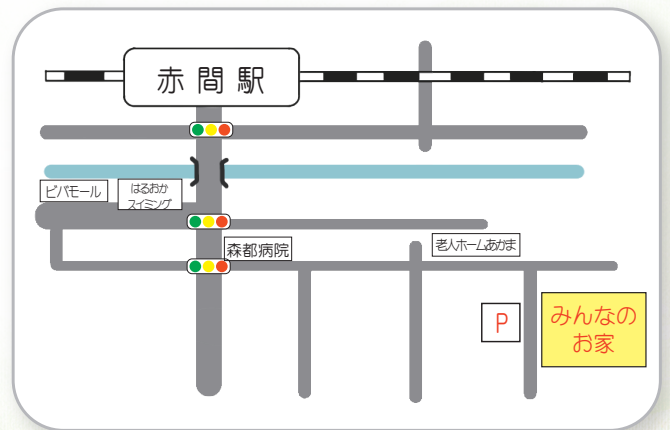 赤間駅
ビバモール
はるおか
スイミング
森都病院
老人ホームあかま
P
みんなの
お家